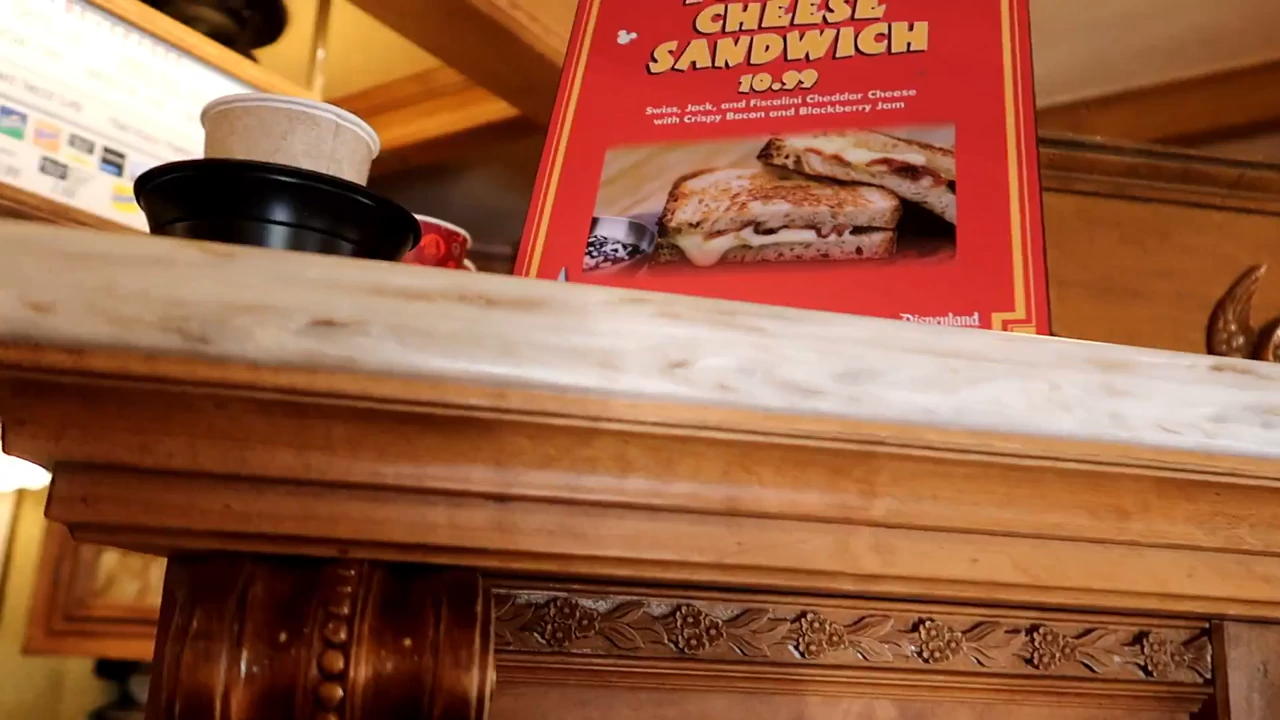 CHEESE
SANDWICH
10.99
Swiss, Jack, and Fiscalini Cheddar Cheese
with Crispy Bacon and Blackberry Jam
Disneyland